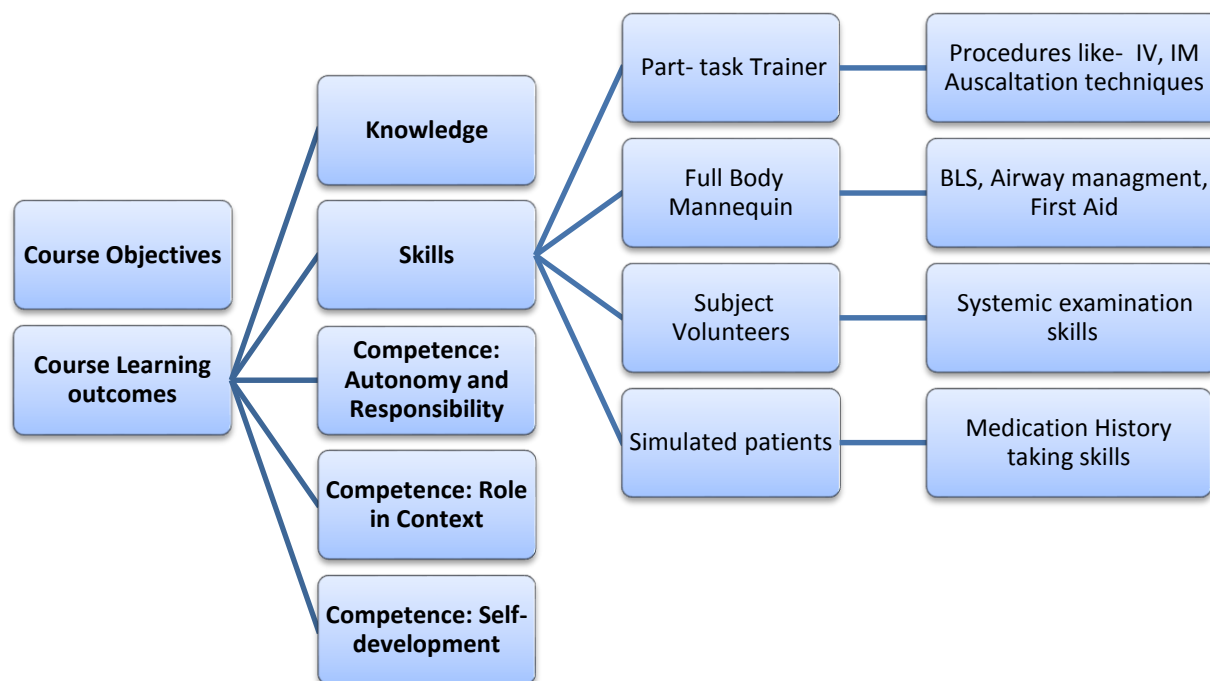 Course Objectives
Course Learning
outcomes
Knowledge
Skills
Competence:
Autonomy and
Responsibility
Competence: Role
in Context
Competence: Self-
development
Part- task Trainer
Full Body
Mannequin
Subject
Volunteers
Simulated patients
Procedures like-  IV, IM
Auscaltation techniques
BLS, Airway managment,
First Aid
Systemic examination
skills
Medication History
taking skills